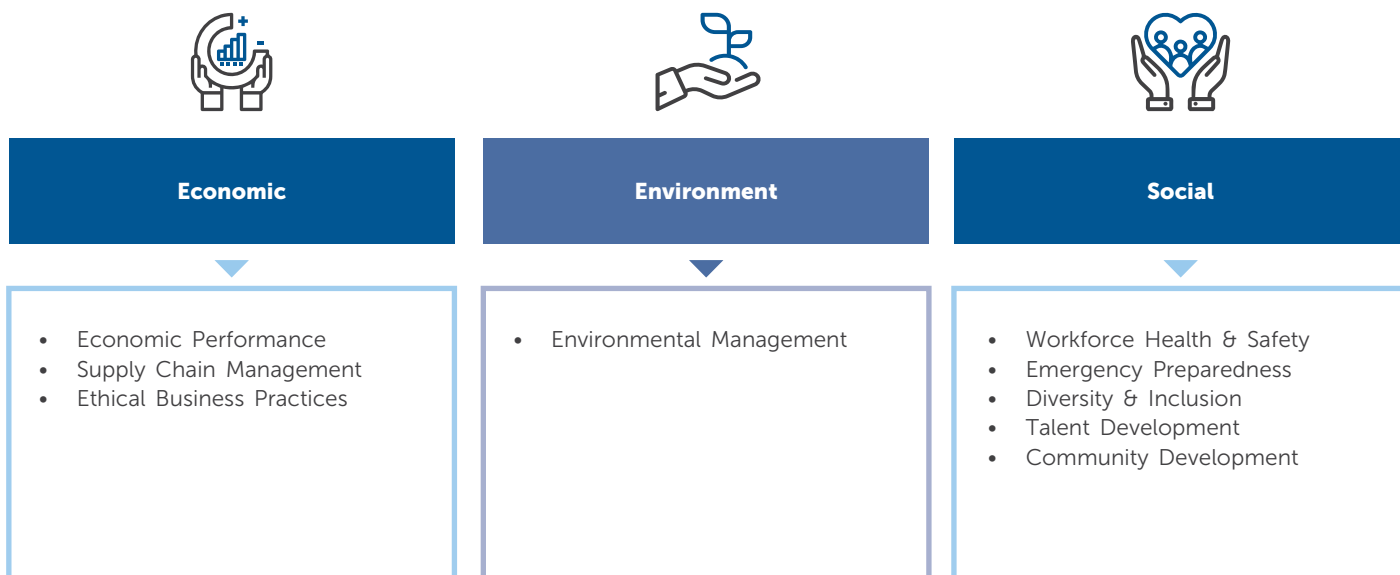 Economic
• Economic Performance
• Supply Chain Management
• Ethical Business Practices
Environment
• Environmental Management
Social
• Workforce Health & Safety
• Emergency Preparedness
• Diversity & Inclusion
• Talent Development
• Community Development